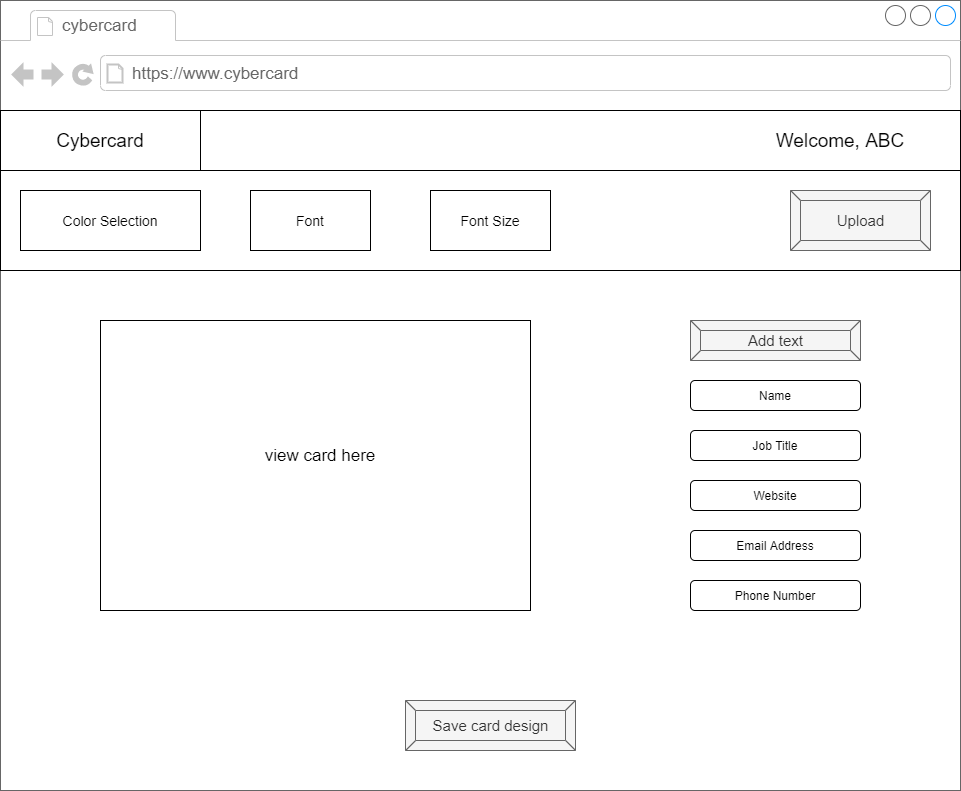 cybercard
https://www.cybercard
Cybercard
Welcome, ABC
Color Selection
Font
Font Size
Upload
view card here
Add text
Name
Job Title
Website
Email Address
Phone Number
Save card design